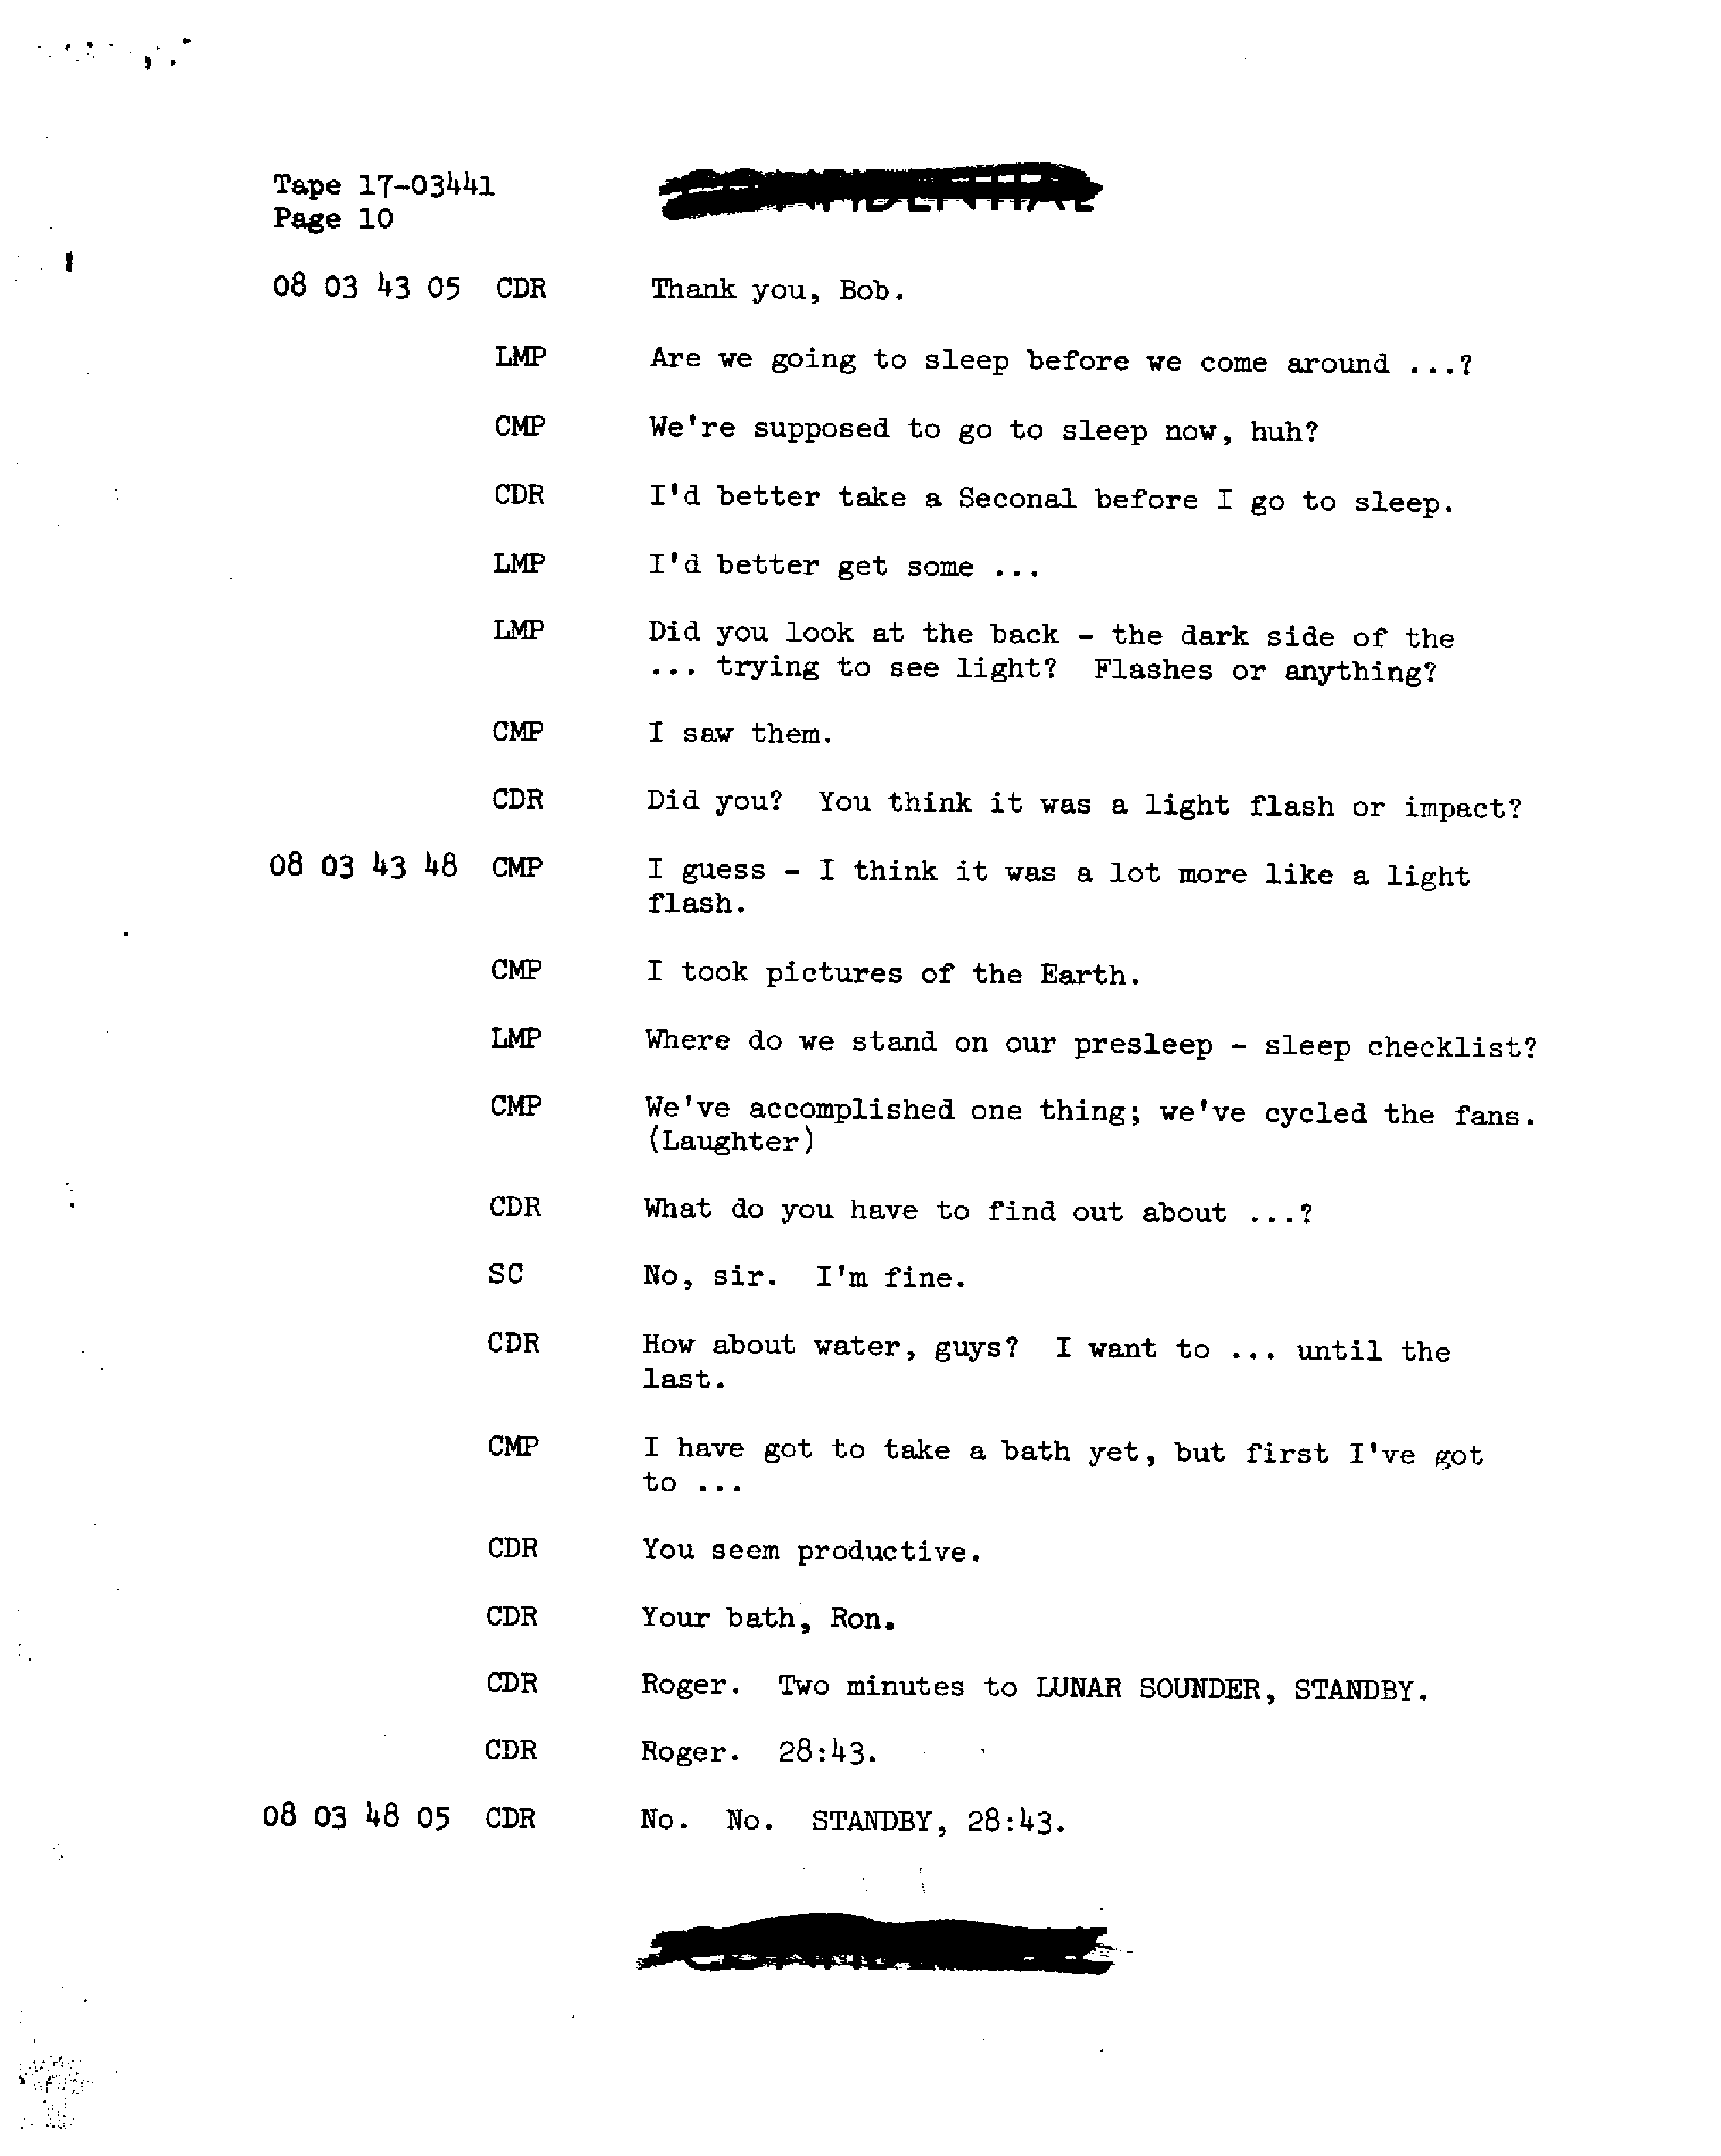 Tape 17-03441
Page 10
CONFIDENTIAL
08 03 43 05 CDR Thank you, Bob.
LMP Are we going to sleep before we come around ...?
CMP We're supposed to go to sleep now, huh?
CDR I'd better take a Seconal before I go to sleep.
LMP I'd better get some ...
LMP Did you look at the back - the dark side of the
... trying to see light? Flashes or anything?
CMP I saw them.
CDR Did you? You think it was a light flash or impact?
08 03 43 48 CMP I guess - I think it was a lot more like a light
flash.
CMP I took pictures of the Earth.
LMP Where do we stand on our presleep - sleep checklist?
CMP We've accomplished one thing; we've cycled the fans.
(Laughter)
CDR What do you have to find out about ...?
SC No, sir. I'm fine.
CDR How about water, guys? I want to ... until the
last.
CMP I have got to take a bath yet, but first I've got
to ...
CDR You seem productive.
CDR Your bath, Ron.
CDR Roger. Two minutes to LUNAR SOUNDER, STANDBY.
CDR Roger. 28:43.
08 03 48 05 CDR No. No. STANDBY, 28:43.